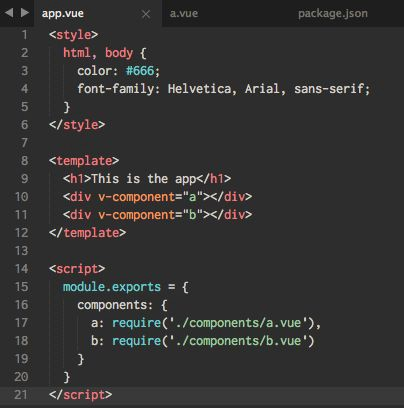 app.vue a.vue package.json
1 <style>
2   html, body {
3     color: #666;
4     font-family: Helvetica, Arial, sans-serif;
5   }
6 </style>
7
8 <template>
9   <h1>This is the app</h1>
10   <div v-component="a"></div>
11   <div v-component="b"></div>
12 </template>
13
14 <script>
15   module.exports = {
16     components: {
17       a: require('./components/a.vue'),
18       b: require('./components/b.vue')
19     }
20   }
21 </script>